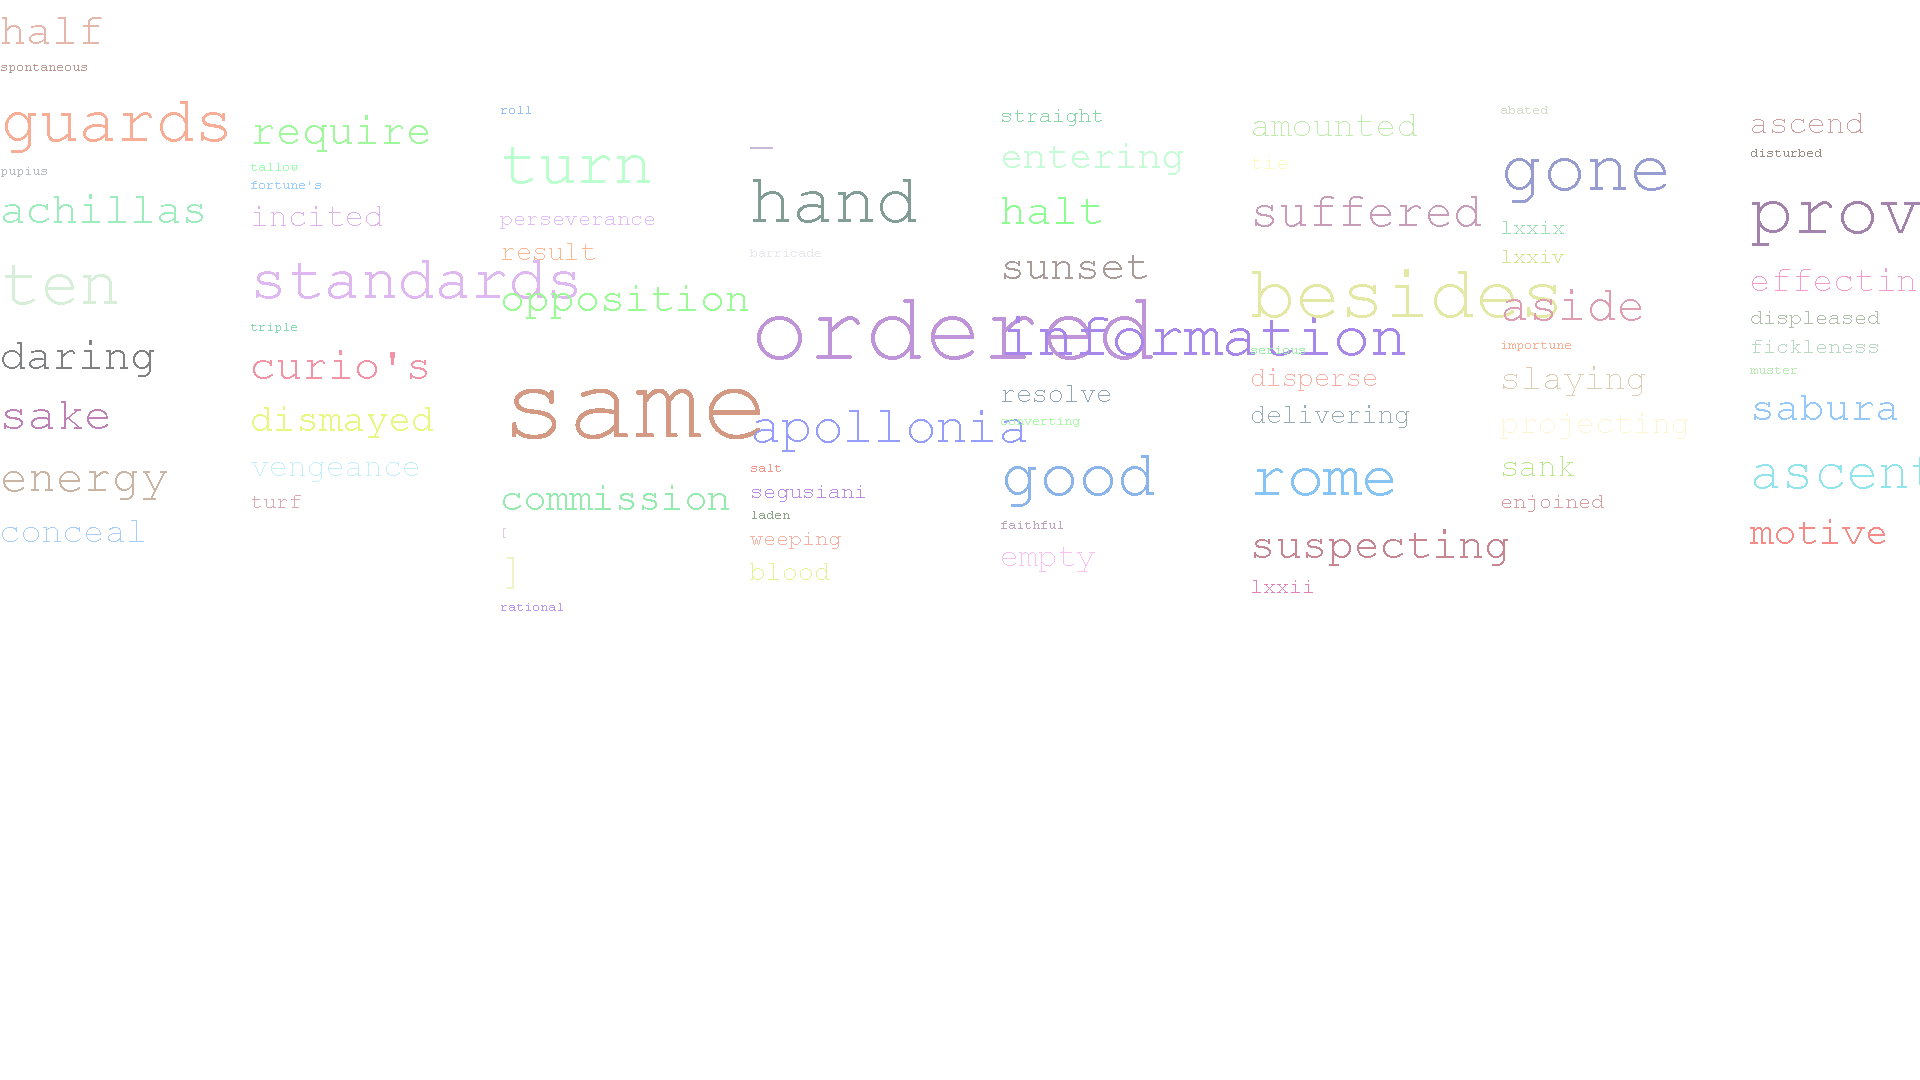 half
spontaneous
guards
pupius
achillas
ten
daring
sake
energy
conceal
require
tallow
fortune's
incited
standards
triple
curio's
dismayed
vengeance
turf
roll
turn
perseverance
result
opposition
same
commission
[
]
rational
—
hand
barricade
ordered
apollonia
salt
segusiani
laden
weeping
blood
straight
entering
halt
sunset
information
resolve
converting
good
faithful
empty
amounted
tie
suffered
besides
serious
disperse
delivering
rome
suspecting
lxxii
abated
gone
lxxix
lxxiv
aside
importune
slaying
projecting
sank
enjoined
ascend
disturbed
prov
effectin
displeased
fickleness
muster
sabura
ascent
motive